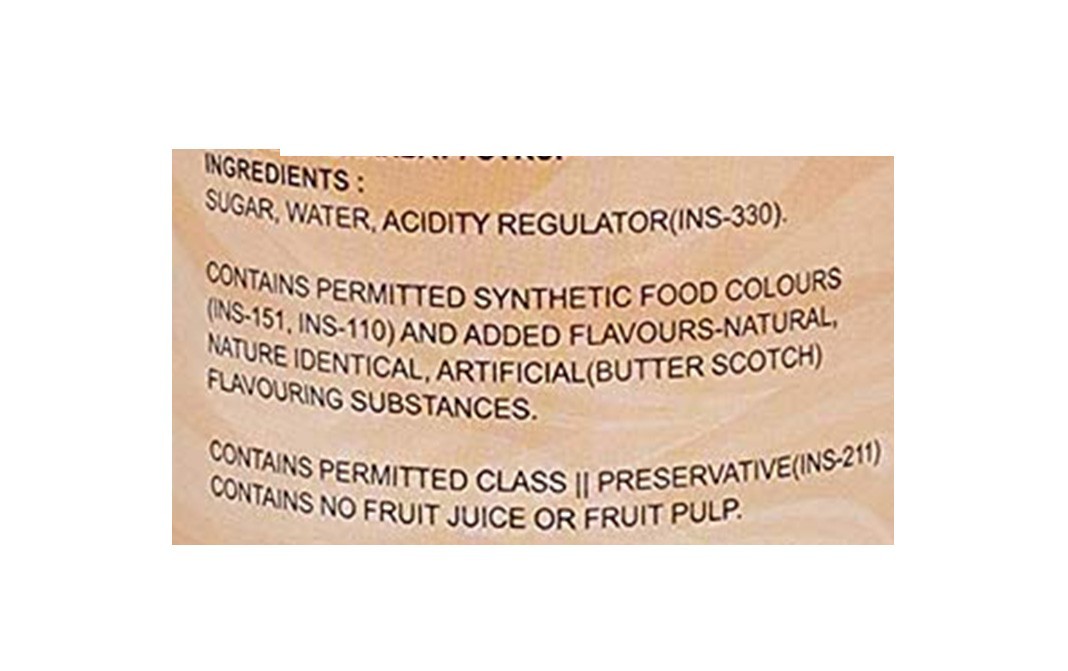 INGREDIENTS :
SUGAR, WATER, ACIDITY REGULATOR(INS-330).
CONTAINS PERMITTED SYNTHETIC FOOD COLOURS
(INS-151, INS-110) AND ADDED FLAVOURS-NATURAL,
NATURE IDENTICAL, ARTIFICIAL(BUTTER SCOTCH)
FLAVOURING SUBSTANCES.
CONTAINS PERMITTED CLASS || PRESERVATIVE(INS-211)
CONTAINS NO FRUIT JUICE OR FRUIT PULP.